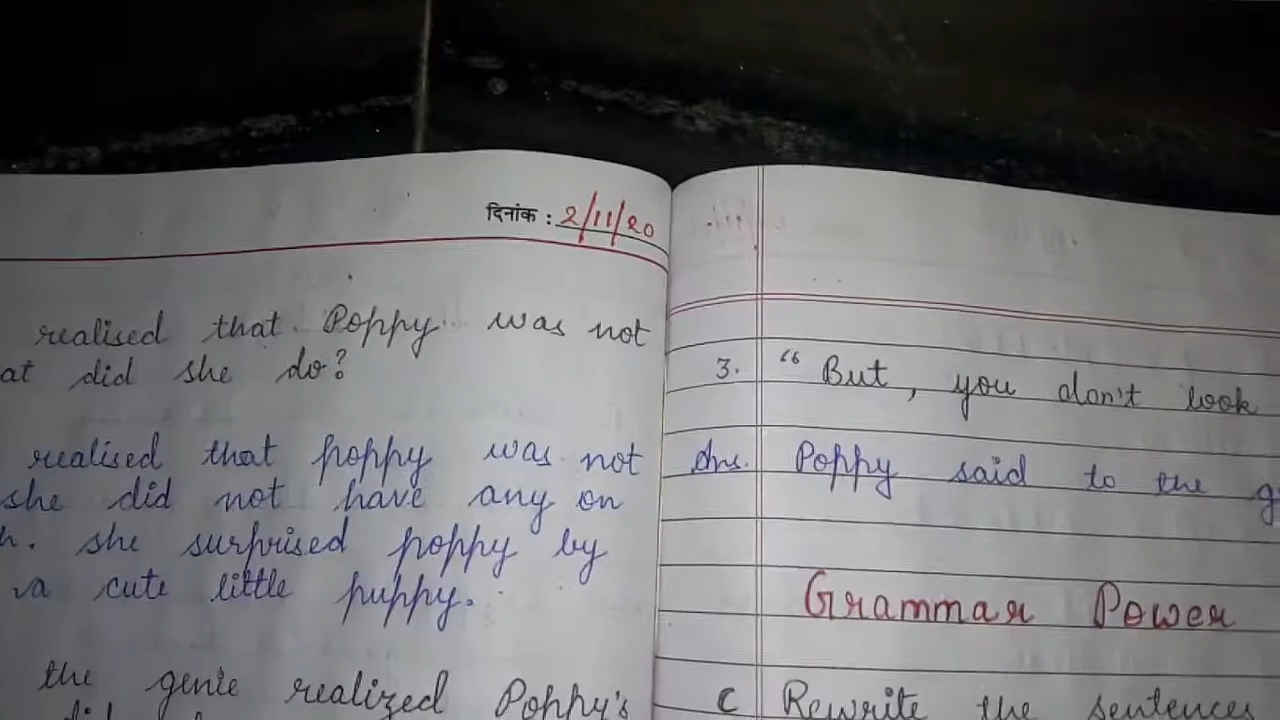 दिनांक : 2/11/20
realised that Poppy was not
at did she do?
realised that poppy was not
she did not have any on
h. she surprised poppy by
a cute little puppy.
the genie realized Poppy's
3. "But, you don't look
Ans. Poppy said to the g
Grammar Power
C Rewrite the sentences